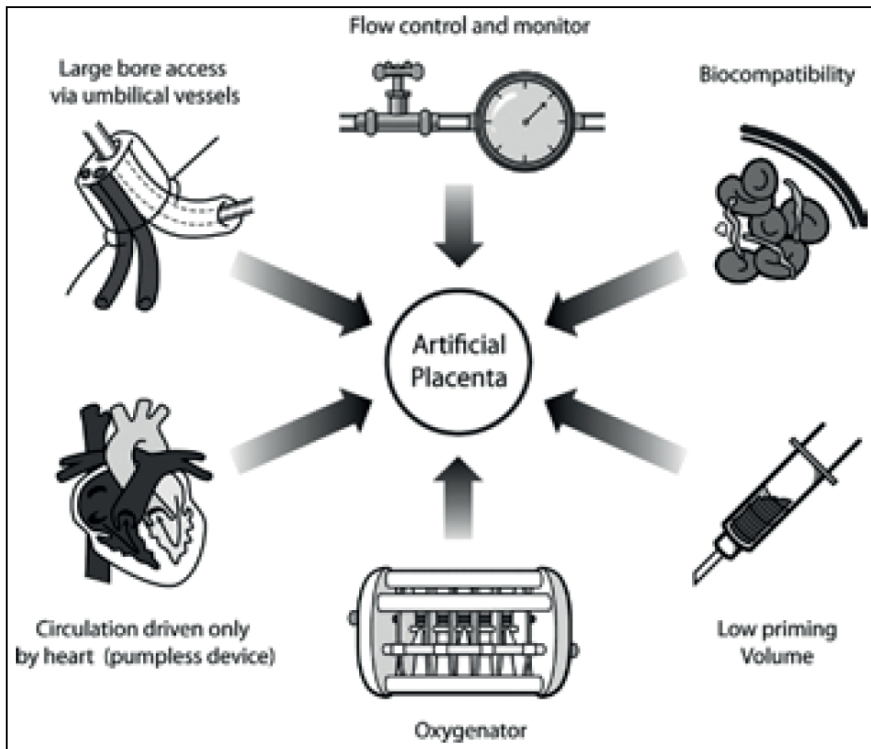 Flow control and monitor
Large bore access
via umbilical vessels
Biocompatibility
Artificial
Placenta
Circulation driven only
by heart (pumpless device)
Oxygenator
Low priming
Volume